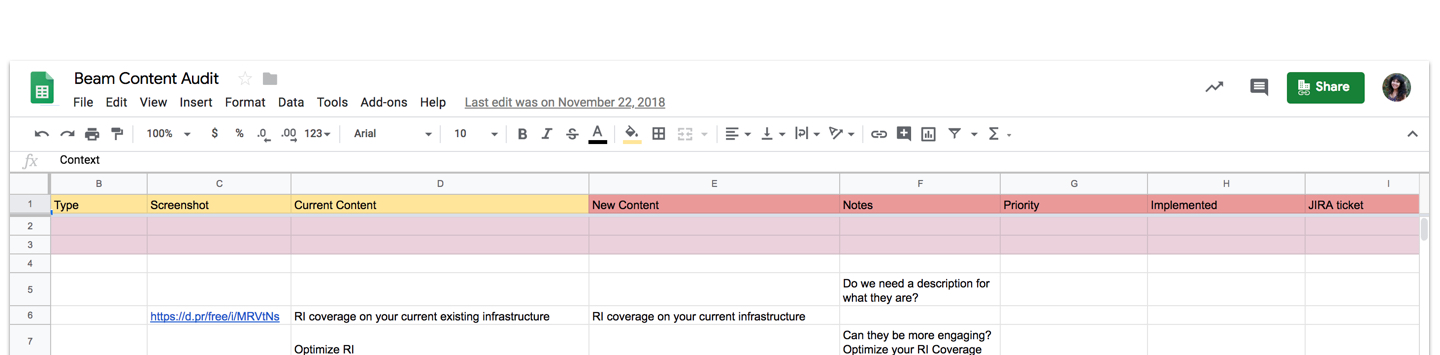 Beam Content Audit
File Edit View Insert Format Data Tools Add-ons Help Last edit was on November 22, 2018
Share
100% $ % .0 .00 123 Arial 10 B I S A
fx Context
B C D E F G H I
1 Type Screenshot Current Content New Content Notes Priority Implemented JIRA ticket
2
3
4
5 Do we need a description for
what they are?
6 https://d.pr/free/i/MRVtNs RI coverage on your current existing infrastructure RI coverage on your current infrastructure
7 Can they be more engaging?
Optimize RI Optimize your RI Coverage